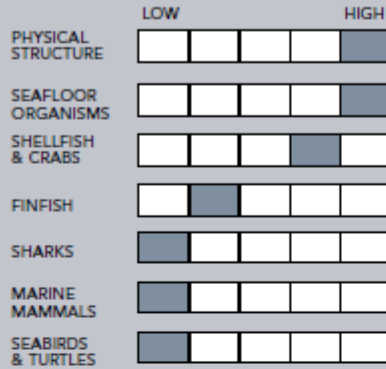 LOW HIGH
PHYSICAL
STRUCTURE
SEAFLOOR
ORGANISMS
SHELLFISH
& CRABS
FINFISH
SHARKS
MARINE
MAMMALS
SEABIRDS
& TURTLES